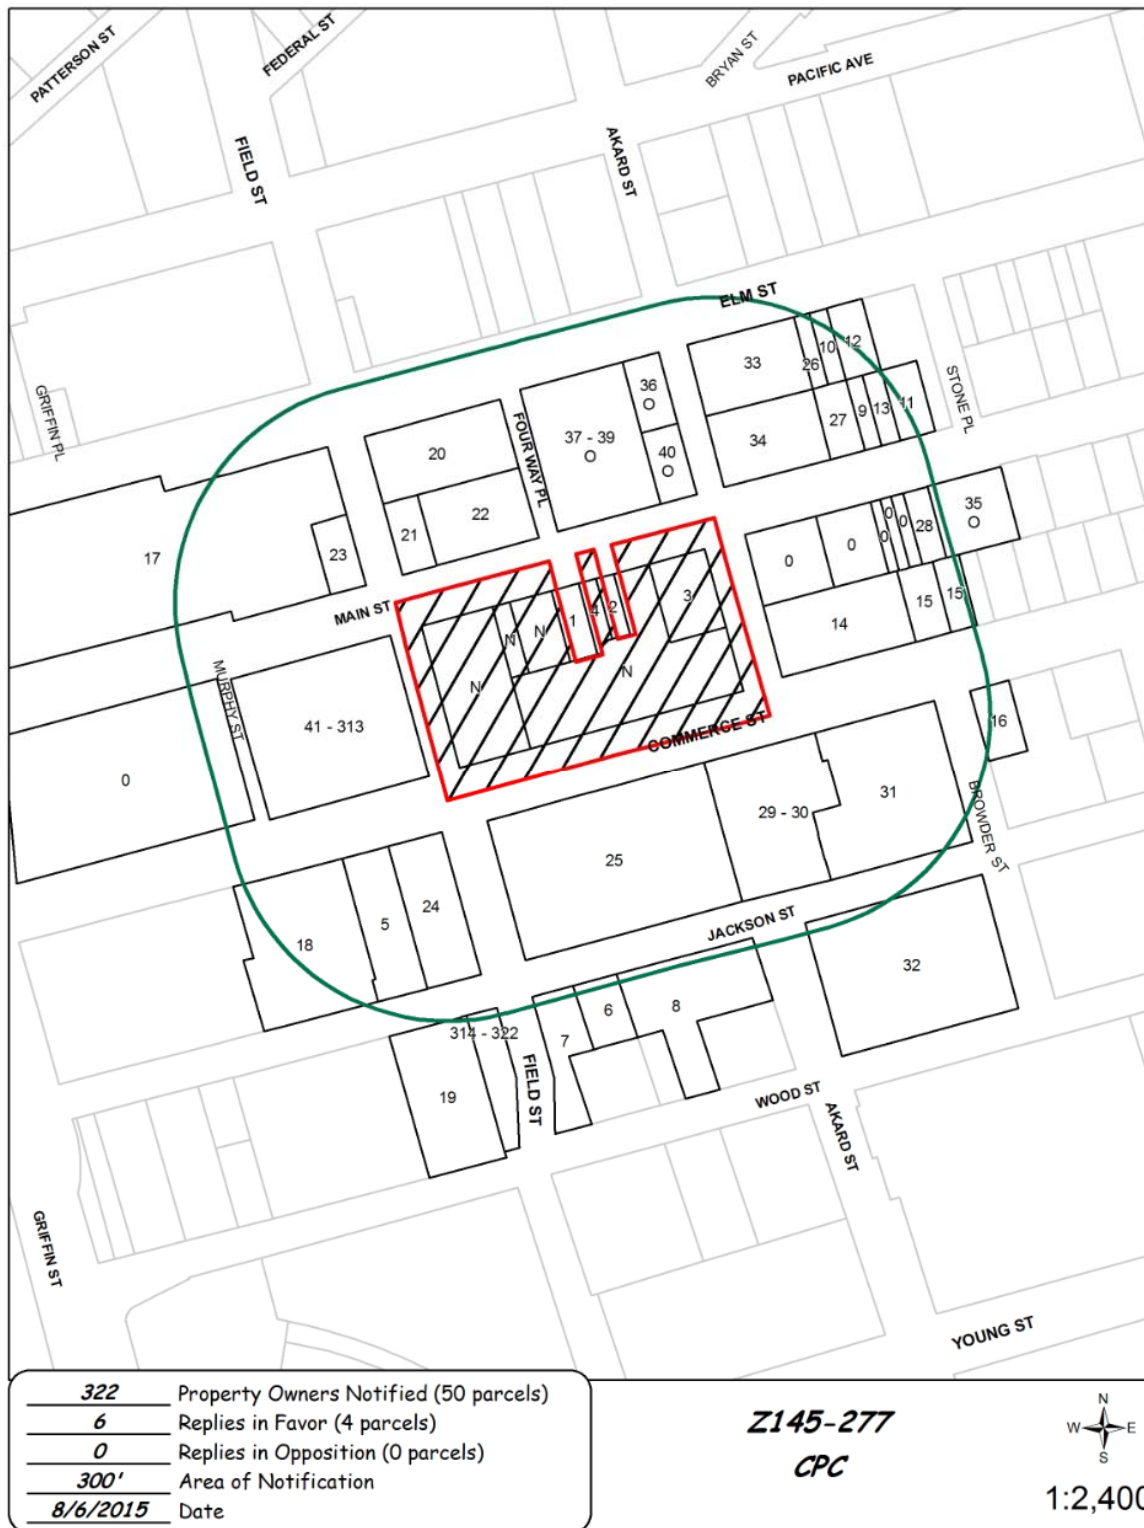 PATTERSON ST
FEDERAL ST
BRYAN ST
PACIFIC AVE
FIELD ST
AKARD ST
ELM ST
GRIFFIN PL
STONE PL
FOUR WAY PL
33
26
10
12
36
O
37 - 39
O
40
O
34
27
9
13
11
20
22
21
17
23
35
O
0
0
0
0
0
28
15
15
14
MAIN ST
N
N
1
4
2
3
N
N
MURPHY ST
41 - 313
0
COMMERCE ST
16
BROWDER ST
29 - 30
31
25
24
5
18
JACKSON ST
32
6
8
7
314 - 322
19
FIELD ST
WOOD ST
AKARD ST
GRIFFIN ST
YOUNG ST
322 Property Owners Notified (50 parcels)
6 Replies in Favor (4 parcels)
0 Replies in Opposition (0 parcels)
300' Area of Notification
8/6/2015 Date
Z145-277
CPC
N
W E
S
1:2,400